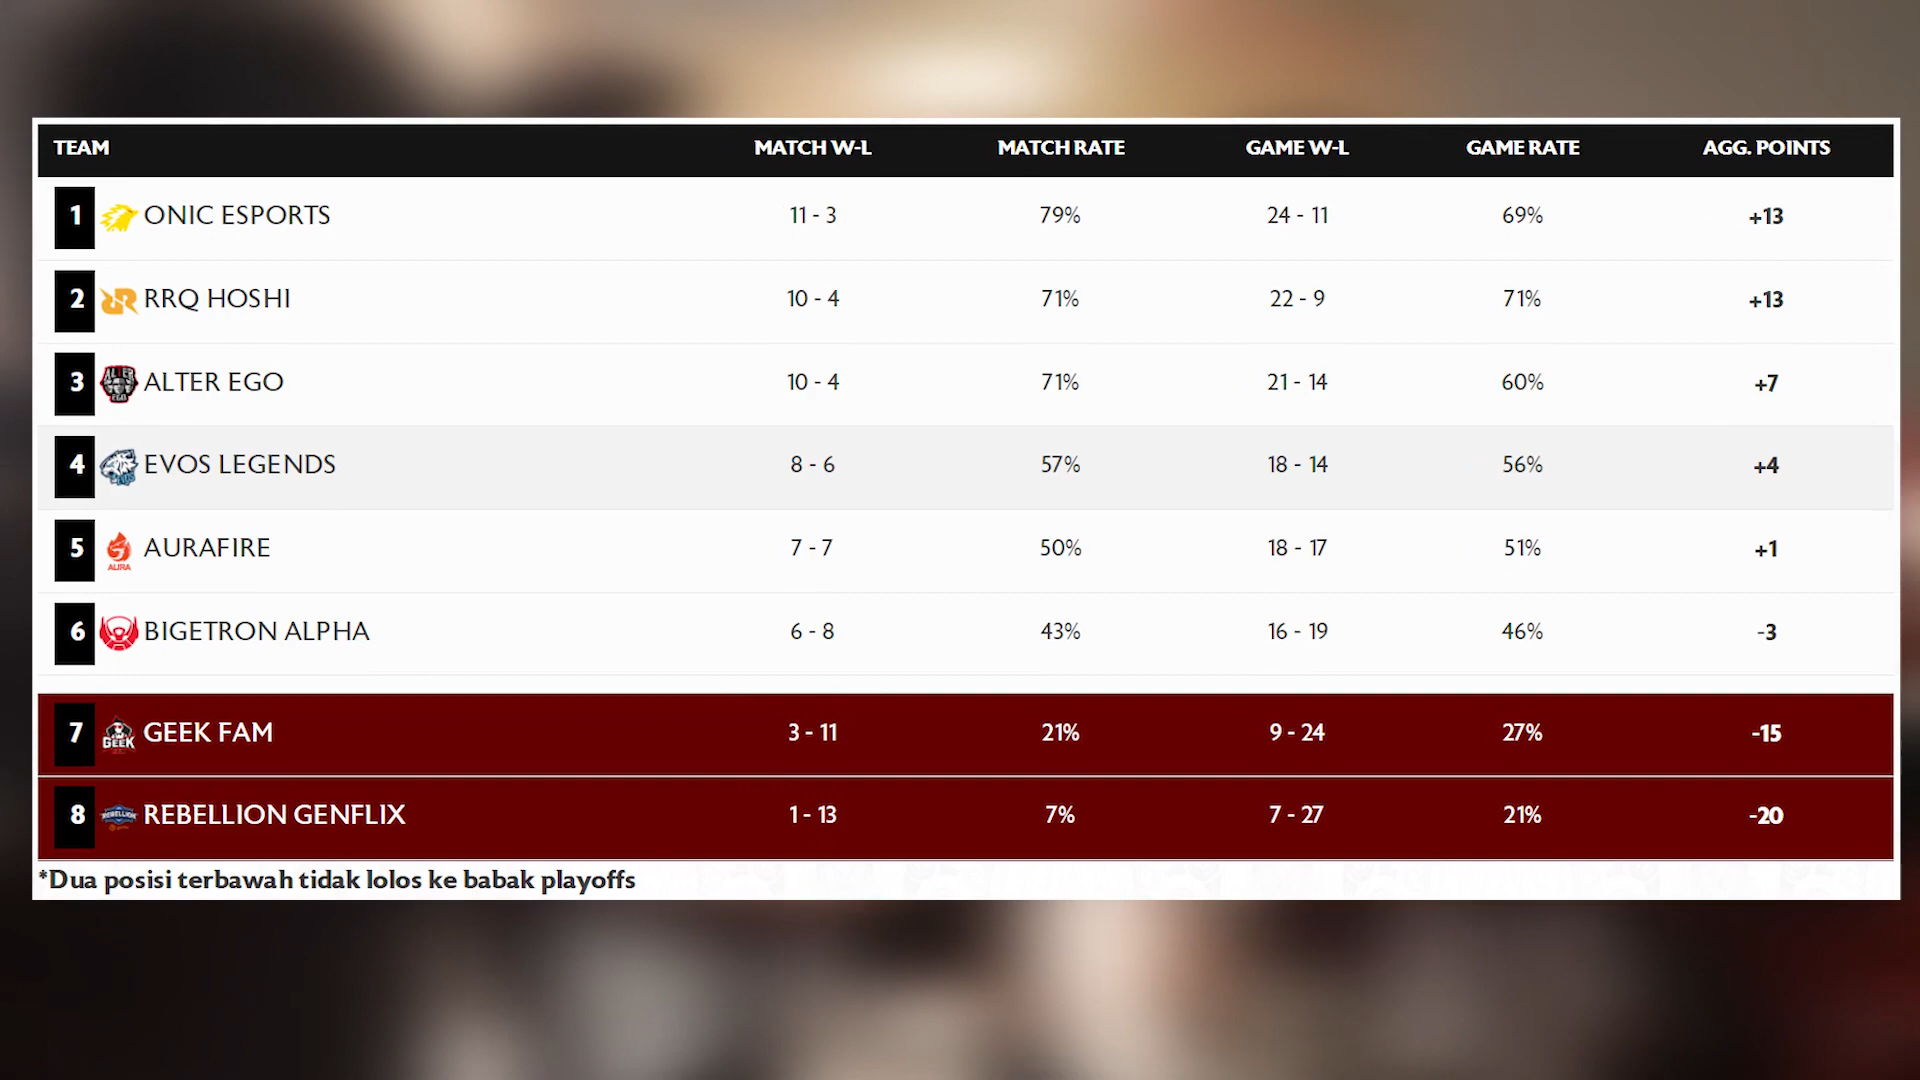 TEAM MATCH W-L MATCH RATE GAME W-L GAME RATE AGG. POINTS
1 ONIC ESPORTS 11 - 3 79% 24 - 11 69% +13
2 RRQ HOSHI 10 - 4 71% 22 - 9 71% +13
3 ALTER EGO 10 - 4 71% 21 - 14 60% +7
4 EVOS LEGENDS 8 - 6 57% 18 - 14 56% +4
5 AURA AURAFIRE 7 - 7 50% 18 - 17 51% +1
6 BIGETRON ALPHA 6 - 8 43% 16 - 19 46% -3
7 GEEK GEEK FAM 3 - 11 21% 9 - 24 27% -15
8 REBELLION REBELLION GENFLIX 1 - 13 7% 7 - 27 21% -20
*Dua posisi terbawah tidak lolos ke babak playoffs